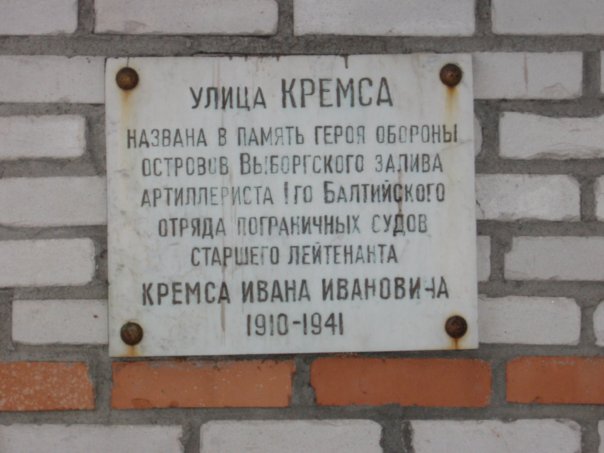 УЛИЦА КРЕМСА
НАЗВАНА В ПАМЯТЬ ГЕРОЯ ОБОРОНЫ
ОСТРОВОВ ВЫБОРГСКОГО ЗАЛИВА
АРТИЛЛЕРИСТА 1ГО БАЛТИЙСКОГО
ОТРЯДА ПОГРАНИЧНЫХ СУДОВ
СТАРШЕГО ЛЕЙТЕНАНТА
КРЕМСА ИВАНА ИВАНОВИЧА
1910-1941